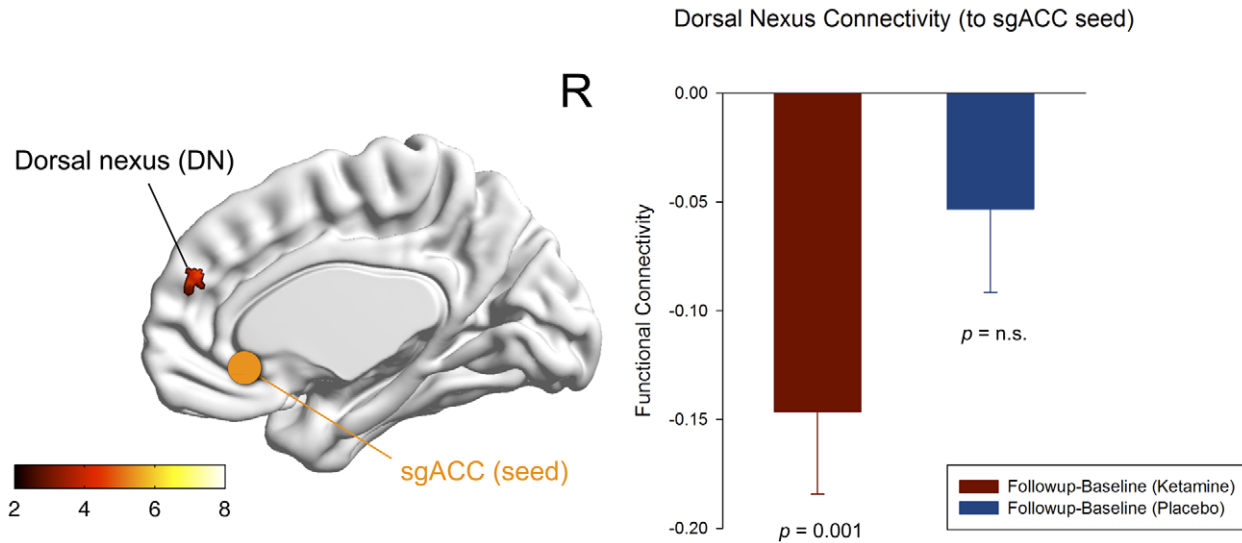 Dorsal Nexus Connectivity (to sgACC seed)
R
Dorsal nexus (DN)
sgACC (seed)
2 4 6 8
Functional Connectivity
0.00
-0.05
-0.10
-0.15
-0.20
p = n.s.
p = 0.001
Followup-Baseline (Ketamine)
Followup-Baseline (Placebo)